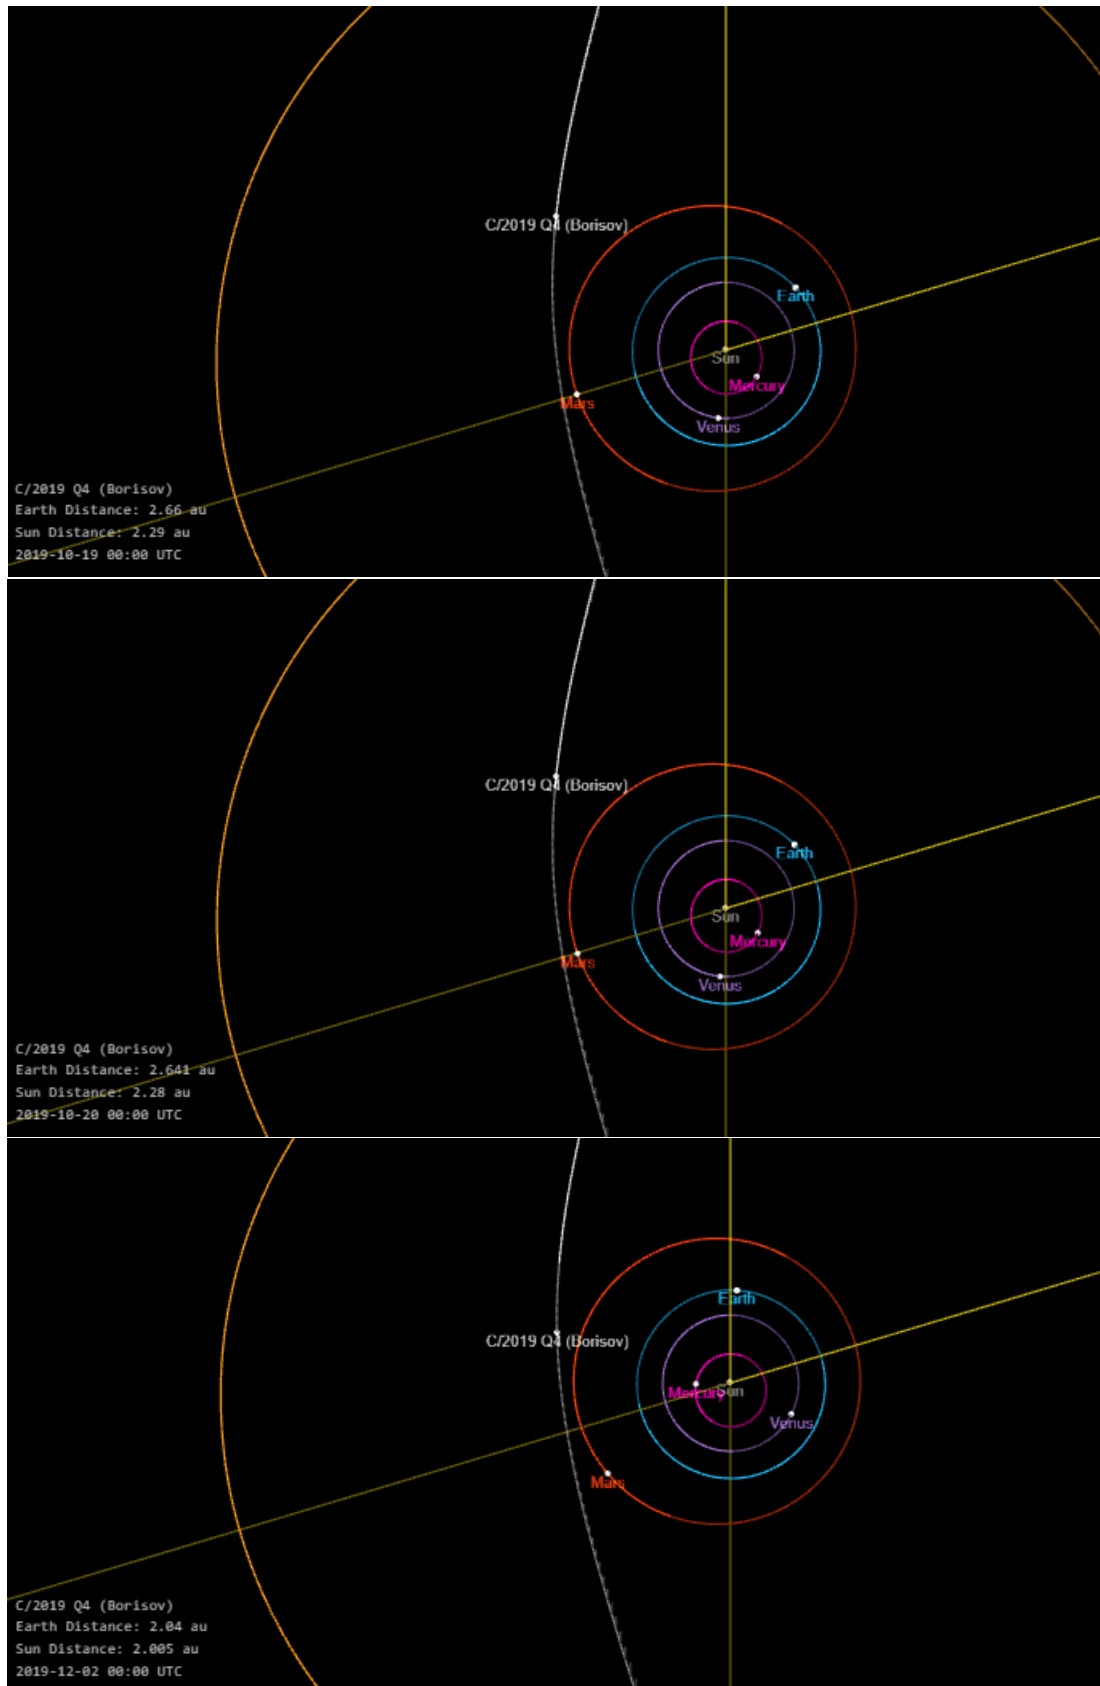 C/2019 Q4 (Borisov)
Earth
Sun
Mercury
Mars
Venus
C/2019 Q4 (Borisov)
Earth Distance: 2.66 au
Sun Distance: 2.29 au
2019-10-19 00:00 UTC
C/2019 Q4 (Borisov)
Earth
Sun
Mercury
Mars
Venus
C/2019 Q4 (Borisov)
Earth Distance: 2.641 au
Sun Distance: 2.28 au
2019-10-20 00:00 UTC
Earth
C/2019 Q4 (Borisov)
Mercury
Sun
Venus
Mars
C/2019 Q4 (Borisov)
Earth Distance: 2.04 au
Sun Distance: 2.005 au
2019-12-02 00:00 UTC